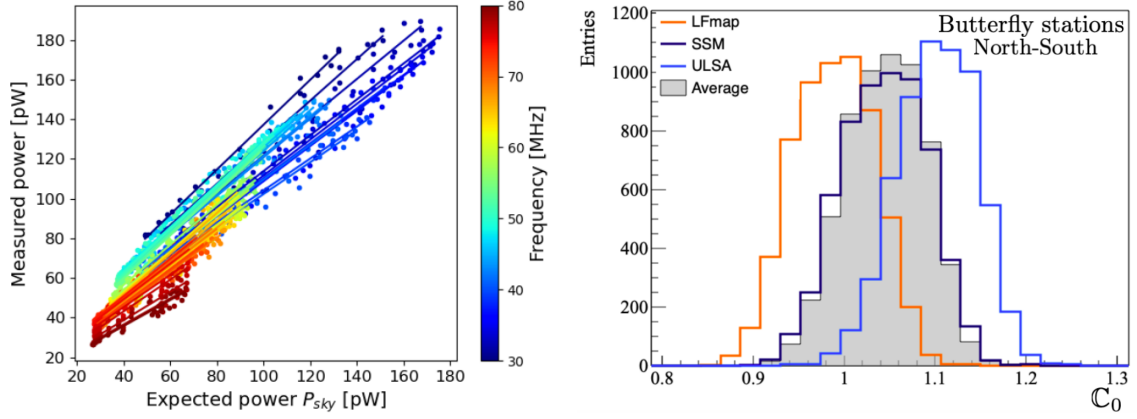 180
160
140
120
100
80
60
40
20
Measured power [pW]
20 40 60 80 100 120 140 160 180
Expected power P_sky [pW]
80
70
60
50
40
30
Frequency [MHz]
1200
1000
800
600
400
200
0
Entries
LFmap
SSM
ULSA
Average
Butterfly stations
North-South
0.8 0.9 1 1.1 1.2 1.3
ℂ₀